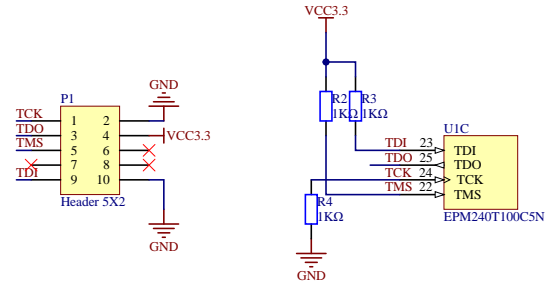 VCC3.3
GND
P1
TCK 1 2
TDO 3 4 VCC3.3
TMS 5 6
7 8
TDI 9 10
Header 5X2
GND
R2 R3
1KΩ 1KΩ
U1C
TDI 23 TDI
TDO 25 TDO
TCK 24 TCK
TMS 22 TMS
R4
1KΩ
EPM240T100C5N
GND